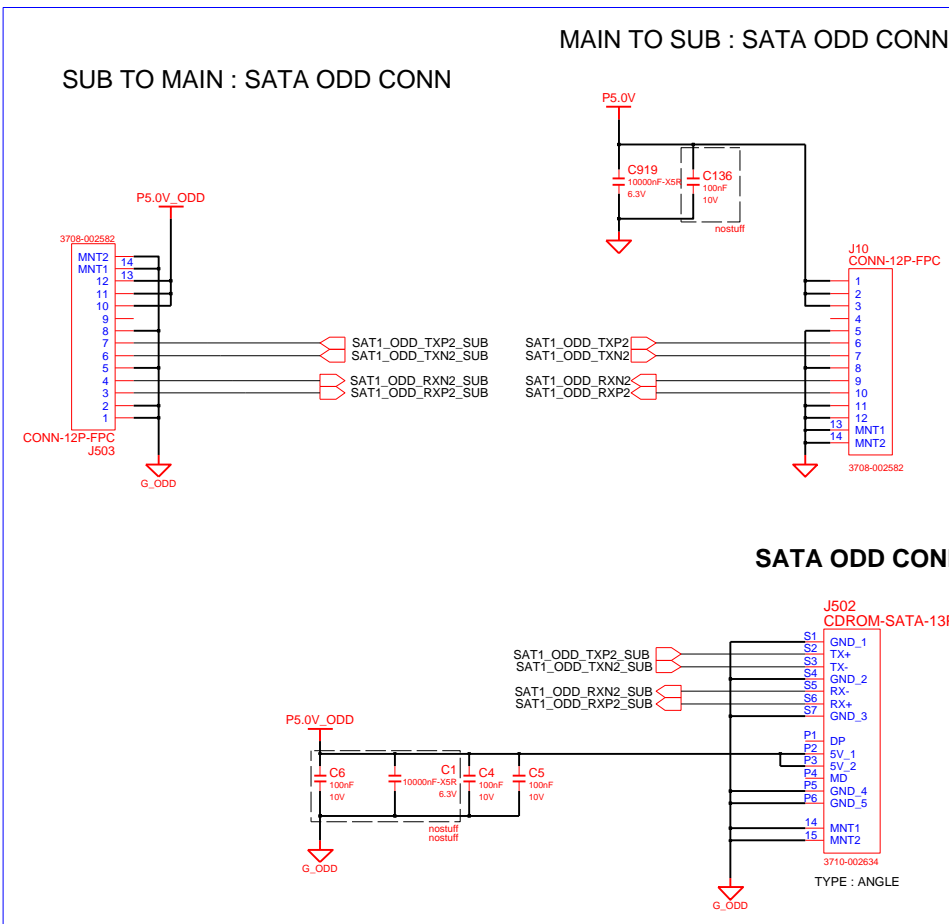 MAIN TO SUB : SATA ODD CONN
SUB TO MAIN : SATA ODD CONN
P5.0V
C919
10000nF-X5R
6.3V
C136
100nF
10V
nostuff
P5.0V_ODD
3708-002582
MNT2
MNT1 14
12 13
11
10
9
8
7
6
5
4
3
2
1
CONN-12P-FPC
J503
G_ODD
SAT1_ODD_TXP2_SUB
SAT1_ODD_TXN2_SUB
SAT1_ODD_RXN2_SUB
SAT1_ODD_RXP2_SUB
SAT1_ODD_TXP2
SAT1_ODD_TXN2
SAT1_ODD_RXN2
SAT1_ODD_RXP2
J10
CONN-12P-FPC
1
2
3
4
5
6
7
8
9
10
11
12
13 MNT1
14 MNT2
3708-002582
SATA ODD CON
J502
CDROM-SATA-13
S1 GND_1
S2 TX+
S3 TX-
S4 GND_2
S5 RX-
S6 RX+
S7 GND_3
P1 DP
P2 5V_1
P3 5V_2
P4 MD
P5 GND_4
P6 GND_5
14 MNT1
15 MNT2
3710-002634
TYPE : ANGLE
SAT1_ODD_TXP2_SUB
SAT1_ODD_TXN2_SUB
SAT1_ODD_RXN2_SUB
SAT1_ODD_RXP2_SUB
P5.0V_ODD
C6
100nF
10V
C1
10000nF-X5R
6.3V
C4
100nF
10V
C5
100nF
10V
nostuff
nostuff
G_ODD
G_ODD